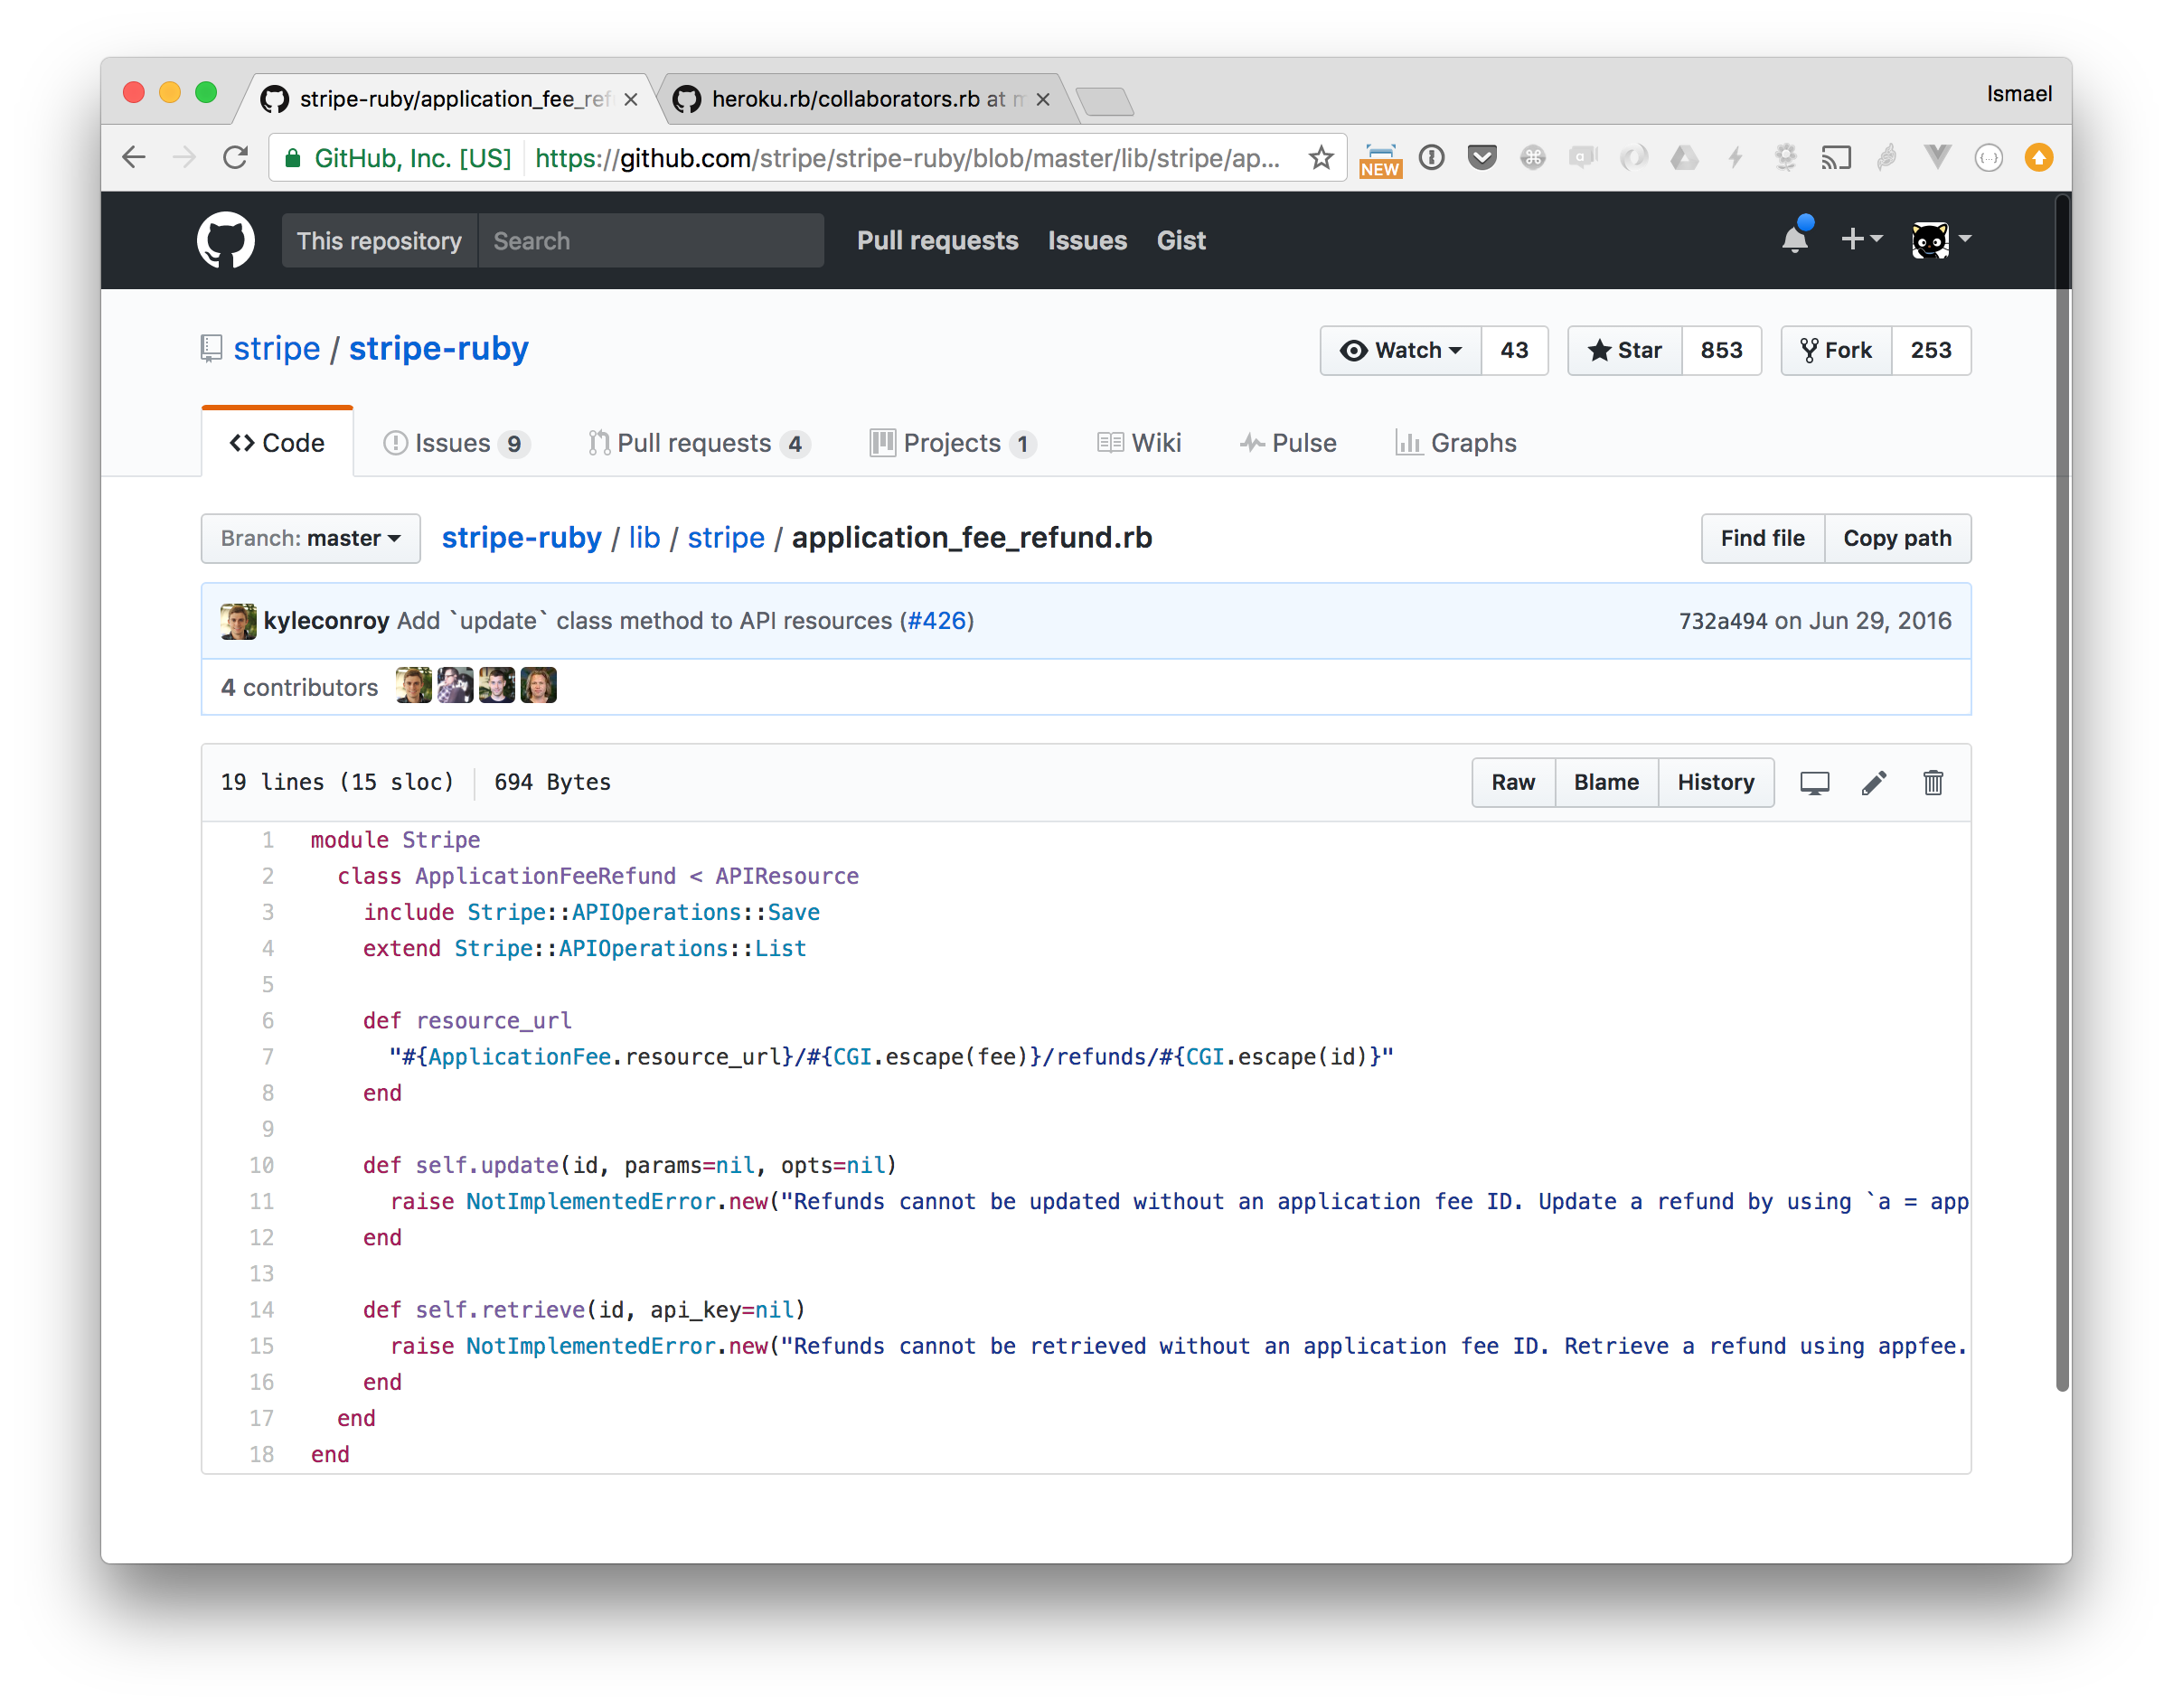 stripe-ruby/application_fee_ref
heroku.rb/collaborators.rb at m
Ismael
GitHub, Inc. [US]
https://github.com/stripe/stripe-ruby/blob/master/lib/stripe/ap...
NEW
This repository
Search
Pull requests
Issues
Gist
stripe / stripe-ruby
Watch 43
Star 853
Fork 253
Code
Issues 9
Pull requests 4
Projects 1
Wiki
Pulse
Graphs
Branch: master
stripe-ruby / lib / stripe / application_fee_refund.rb
Find file
Copy path
kyleconroy Add `update` class method to API resources (#426)
732a494 on Jun 29, 2016
4 contributors
19 lines (15 sloc)
694 Bytes
Raw
Blame
History
1 module Stripe
2 class ApplicationFeeRefund < APIResource
3 include Stripe::APIOperations::Save
4 extend Stripe::APIOperations::List
5
6 def resource_url
7 "#{ApplicationFee.resource_url}/#{CGI.escape(fee)}/refunds/#{CGI.escape(id)}"
8 end
9
10 def self.update(id, params=nil, opts=nil)
11 raise NotImplementedError.new("Refunds cannot be updated without an application fee ID. Update a refund by using `a = app
12 end
13
14 def self.retrieve(id, api_key=nil)
15 raise NotImplementedError.new("Refunds cannot be retrieved without an application fee ID. Retrieve a refund using appfee.
16 end
17 end
18 end